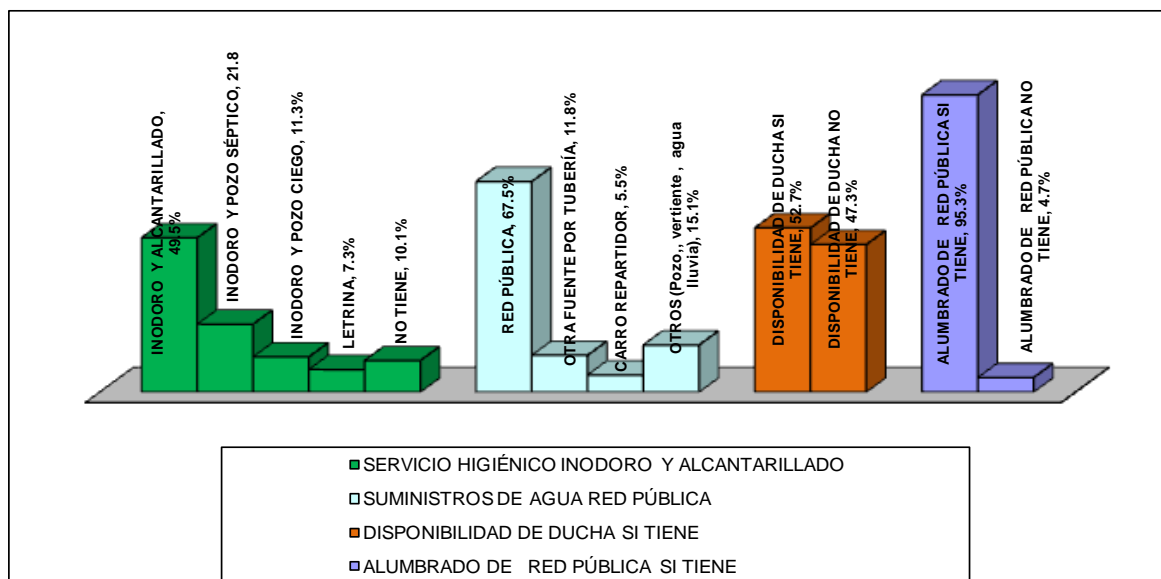 INODORO Y ALCANTARILLADO,
49.5%
INODORO Y POZO SÉPTICO, 21.8
INODORO Y POZO CIEGO, 11.3%
LETRINA, 7.3%
NO TIENE, 10.1%
RED PÚBLICA, 67.5%
OTRA FUENTE POR TUBERÍA, 11.8%
CARRO REPARTIDOR, 5.5%
OTROS (Pozo,, vertiente , agua
lluvia), 15.1%
DISPONIBILIDAD DE DUCHA SI
TIENE, 52.7%
DISPONIBILIDAD DE DUCHA NO
TIENE, 47.3%
ALUMBRADO DE RED PÚBLICA SI
TIENE, 95.3%
ALUMBRADO DE RED PÚBLICA NO
TIENE, 4.7%
SERVICIO HIGIÉNICO INODORO Y ALCANTARILLADO
SUMINISTROS DE AGUA RED PÚBLICA
DISPONIBILIDAD DE DUCHA SI TIENE
ALUMBRADO DE RED PÚBLICA SI TIENE